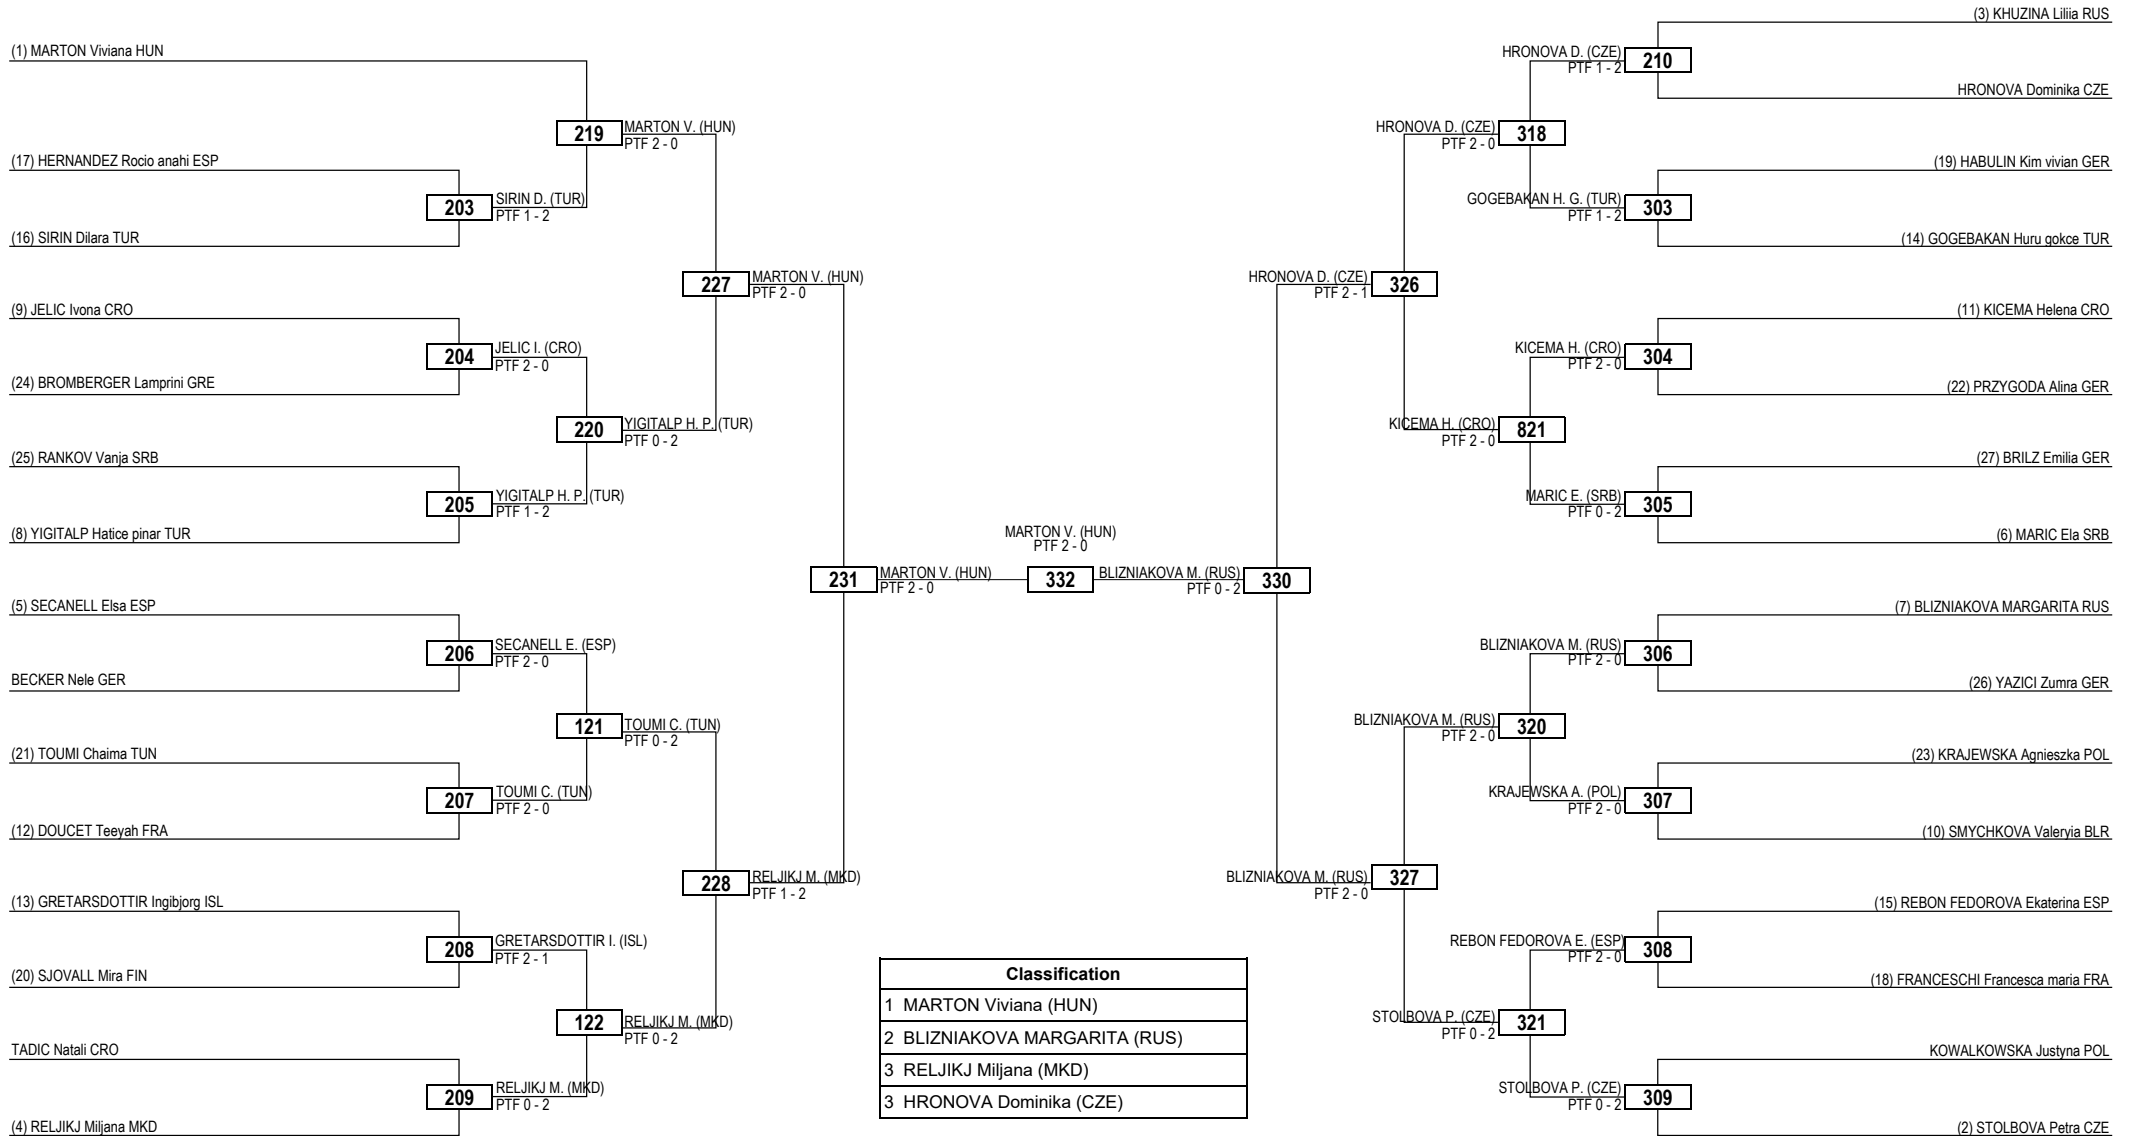 (1) MARTON Viviana HUN
(17) HERNANDEZ Rocio anahi ESP
(16) SIRIN Dilara TUR
(9) JELIC Ivona CRO
(24) BROMBERGER Lamprini GRE
(25) RANKOV Vanja SRB
(8) YIGITALP Hatice pinar TUR
(5) SECANELL Elsa ESP
BECKER Nele GER
(21) TOUMI Chaima TUN
(12) DOUCET Teeyah FRA
(13) GRETARSDOTTIR Ingibjorg ISL
(20) SJOVALL Mira FIN
TADIC Natali CRO
(4) RELJIKJ Miljana MKD
203
SIRIN D. (TUR)
PTF 1 - 2
204
JELIC I. (CRO)
PTF 2 - 0
205
YIGITALP H. P. (TUR)
PTF 1 - 2
206
SECANELL E. (ESP)
PTF 2 - 0
207
TOUMI C. (TUN)
PTF 2 - 0
208
GRETARSDOTTIR I. (ISL)
PTF 2 - 1
209
RELJIKJ M. (MKD)
PTF 0 - 2
219
MARTON V. (HUN)
PTF 2 - 0
220
YIGITALP H. P. (TUR)
PTF 0 - 2
121
TOUMI C. (TUN)
PTF 0 - 2
122
RELJIKJ M. (MKD)
PTF 0 - 2
227
MARTON V. (HUN)
PTF 2 - 0
228
RELJIKJ M. (MKD)
PTF 1 - 2
231
MARTON V. (HUN)
PTF 2 - 0
MARTON V. (HUN)
PTF 2 - 0
332
BLIZNIAKOVA M. (RUS)
PTF 0 - 2
330
HRONOVA D. (CZE)
PTF 2 - 1
326
BLIZNIAKOVA M. (RUS)
PTF 2 - 0
327
HRONOVA D. (CZE)
PTF 2 - 0
318
KICEMA H. (CRO)
PTF 2 - 0
821
BLIZNIAKOVA M. (RUS)
PTF 2 - 0
320
STOLBOVA P. (CZE)
PTF 0 - 2
321
HRONOVA D. (CZE)
PTF 1 - 2
210
GOGEBAKAN H. G. (TUR)
PTF 1 - 2
303
KICEMA H. (CRO)
PTF 2 - 0
304
MARIC E. (SRB)
PTF 0 - 2
305
BLIZNIAKOVA M. (RUS)
PTF 2 - 0
306
KRAJEWSKA A. (POL)
PTF 2 - 0
307
REBON FEDOROVA E. (ESP)
PTF 2 - 0
308
STOLBOVA P. (CZE)
PTF 0 - 2
309
(3) KHUZINA Liliia RUS
HRONOVA Dominika CZE
(19) HABULIN Kim vivian GER
(14) GOGEBAKAN Huru gokce TUR
(11) KICEMA Helena CRO
(22) PRZYGODA Alina GER
(27) BRILZ Emilia GER
(6) MARIC Ela SRB
(7) BLIZNIAKOVA MARGARITA RUS
(26) YAZICI Zumra GER
(23) KRAJEWSKA Agnieszka POL
(10) SMYCHKOVA Valeryia BLR
(15) REBON FEDOROVA Ekaterina ESP
(18) FRANCESCHI Francesca maria FRA
KOWALKOWSKA Justyna POL
(2) STOLBOVA Petra CZE
Classification
1 MARTON Viviana (HUN)
2 BLIZNIAKOVA MARGARITA (RUS)
3 RELJIKJ Miljana (MKD)
3 HRONOVA Dominika (CZE)